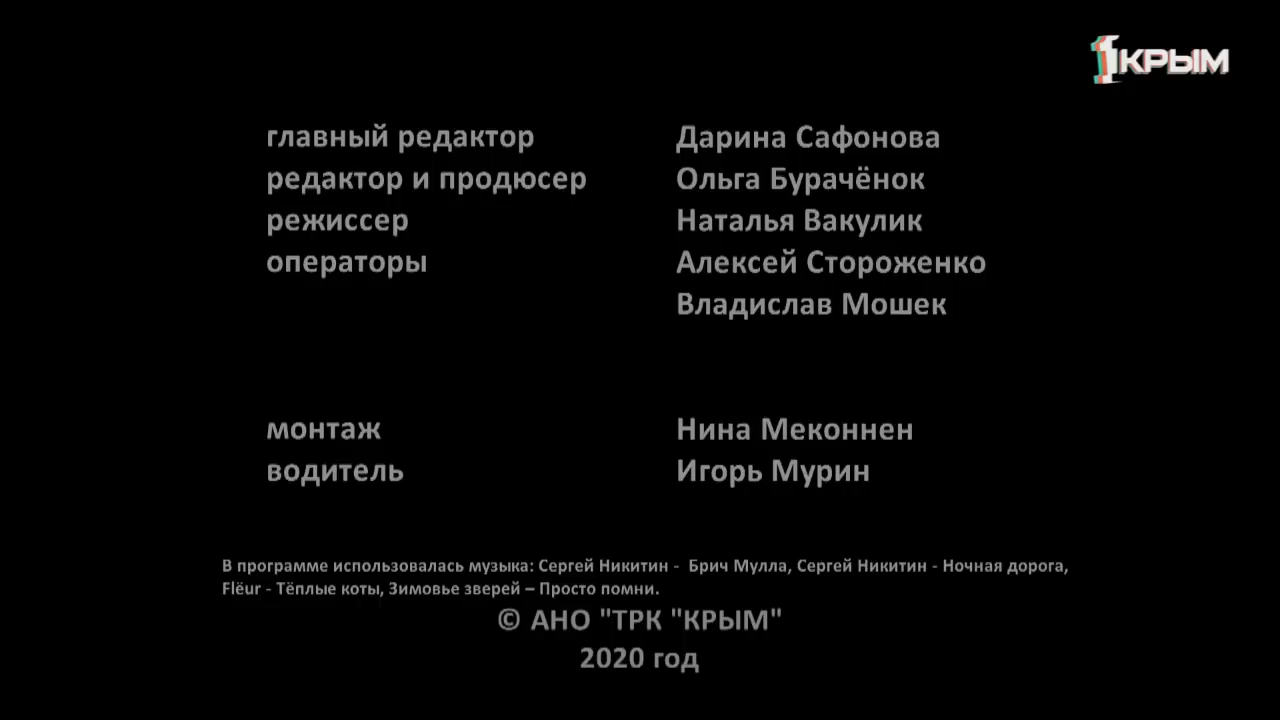 1КРЫМ
главный редактор Дарина Сафонова
редактор и продюсер Ольга Бурачёнок
режиссер Наталья Вакулик
операторы Алексей Стороженко
Владислав Мошек
монтаж Нина Меконнен
водитель Игорь Мурин
В программе использовалась музыка: Сергей Никитин - Брич Мулла, Сергей Никитин - Ночная дорога,
Flëur - Тёплые коты, Зимовье зверей – Просто помни.
© АНО "ТРК "КРЫМ"
2020 год